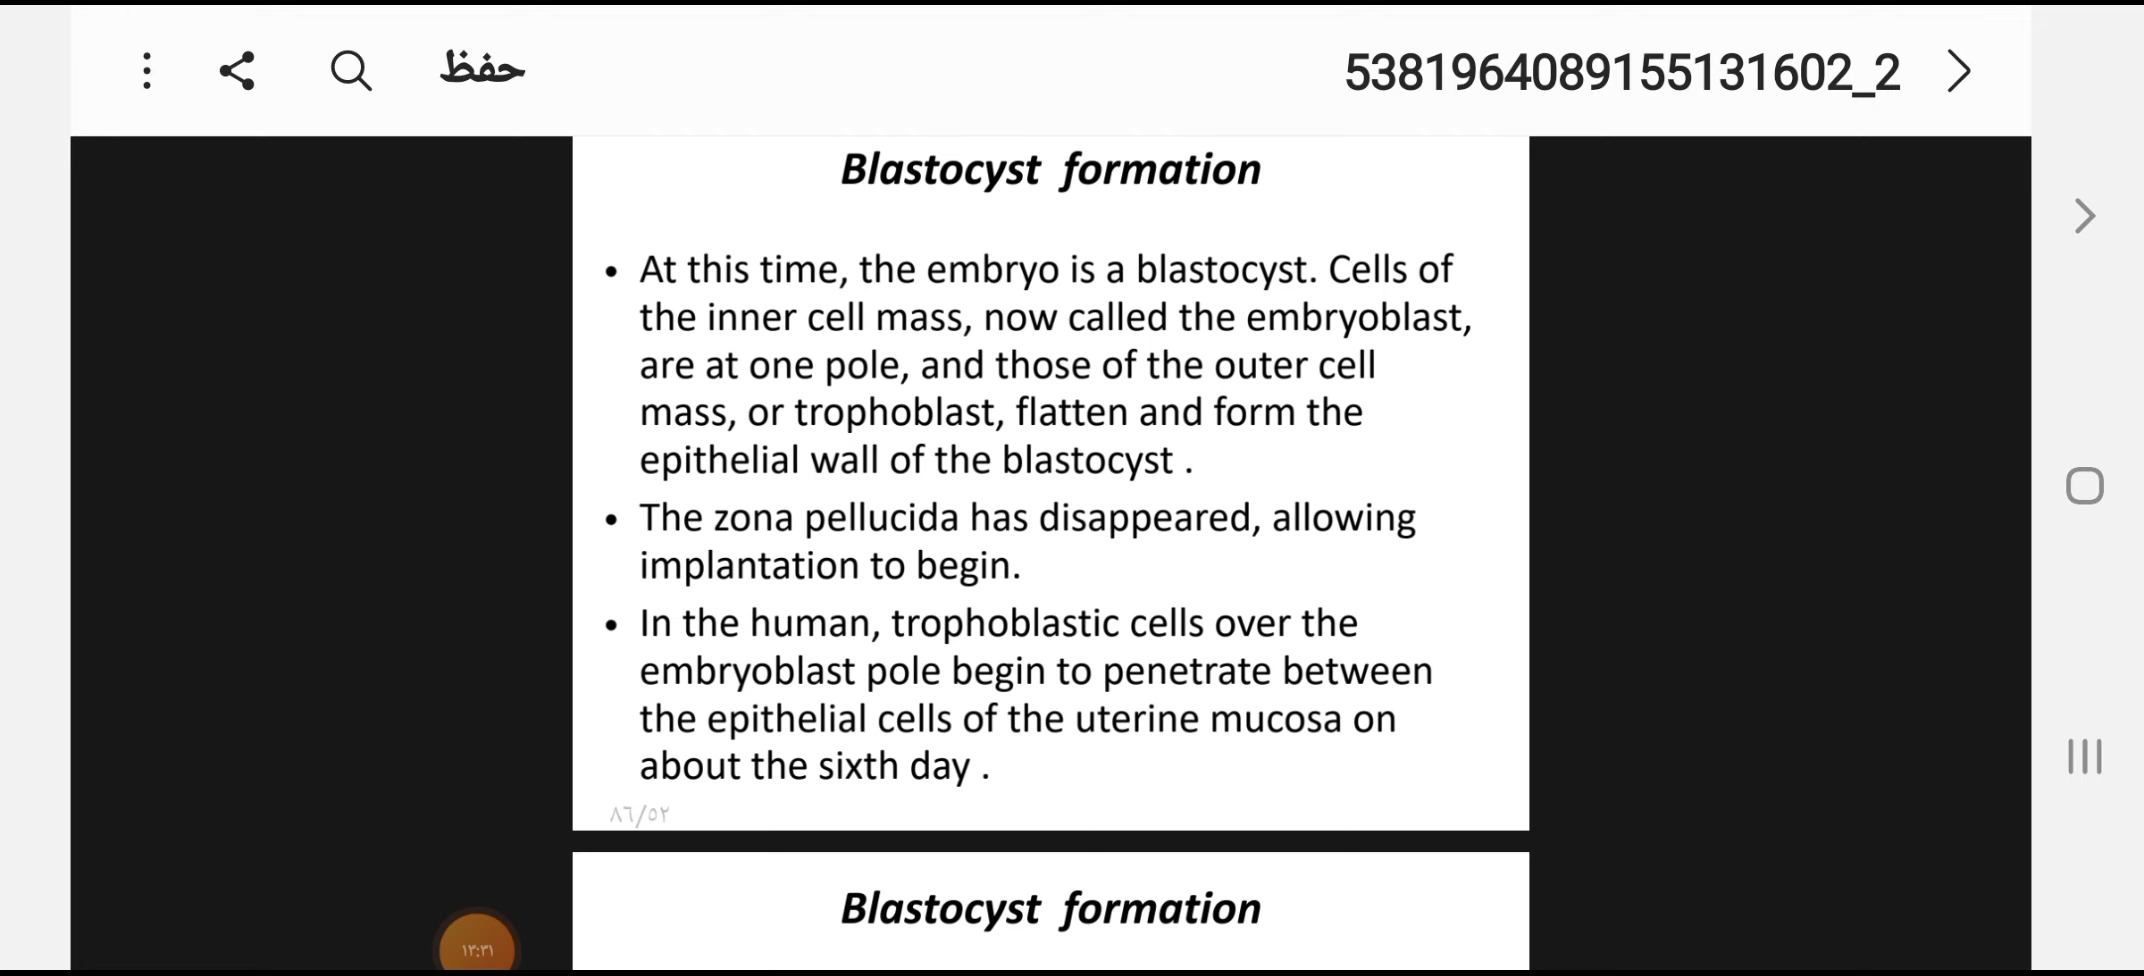 حفظ
5381964089155131602_2
Blastocyst formation
• At this time, the embryo is a blastocyst. Cells of
the inner cell mass, now called the embryoblast,
are at one pole, and those of the outer cell
mass, or trophoblast, flatten and form the
epithelial wall of the blastocyst .
• The zona pellucida has disappeared, allowing
implantation to begin.
• In the human, trophoblastic cells over the
embryoblast pole begin to penetrate between
the epithelial cells of the uterine mucosa on
about the sixth day .
٨٦/٥٢
Blastocyst formation
١٣:٣١